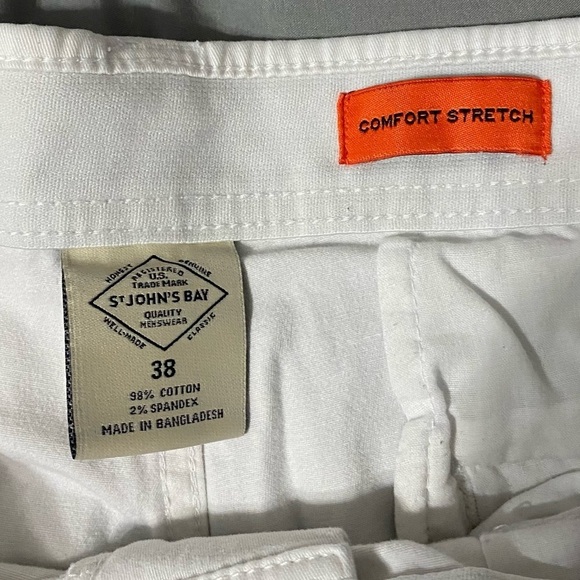 COMFORT STRETCH
HONEST
GENUINE
REGISTERED
U.S.
TRADE MARK
ST JOHN'S BAY
QUALITY
MENSWEAR
WELL-MADE
CLASSIC
38
98% COTTON
2% SPANDEX
MADE IN BANGLADESH